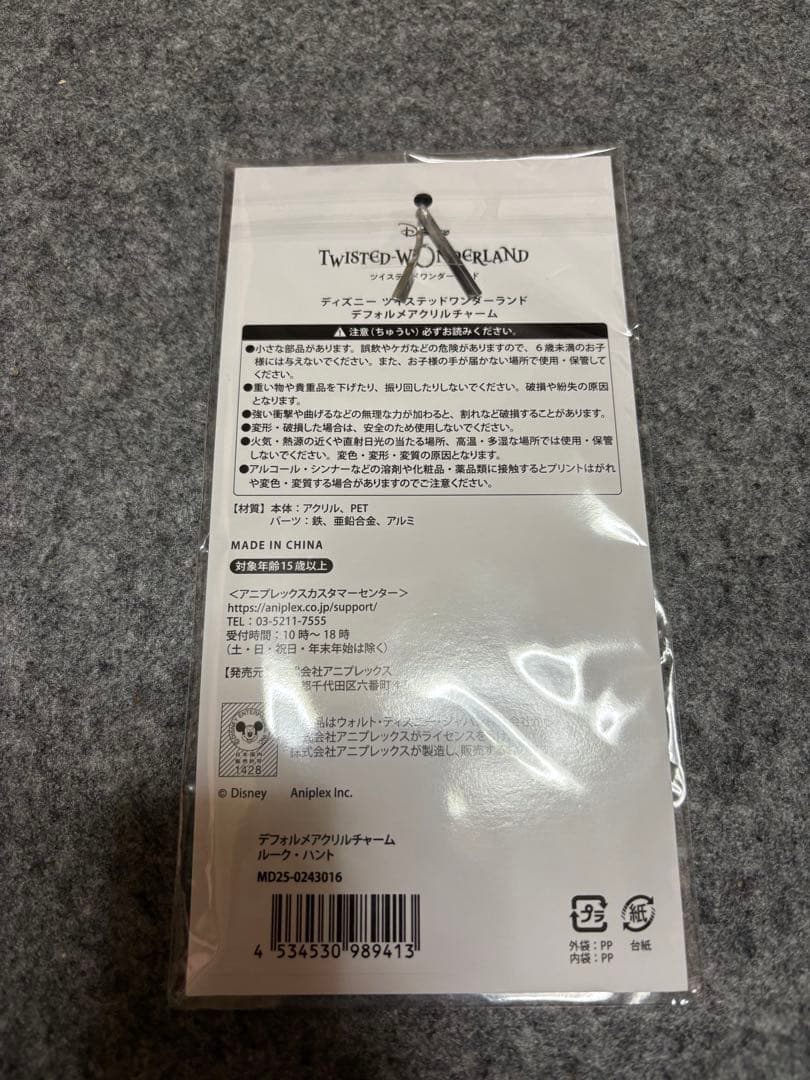 TWISTED-WONDERLAND
ツイステッドワンダーランド
ディズニー ツイステッドワンダーランド
デフォルメアクリルチャーム
注意(ちゅうい)必ずお読みください。
●小さな部品があります。誤飲やケガなどの危険がありますので、6歳未満のお子
様には与えないでください。また、お子様の手が届かない場所で使用・保管して
ください。
●重い物や貴重品を下げたり、振り回したりしないでください。破損や紛失の原因
となります。
●強い衝撃や曲げるなどの無理な力が加わると、割れなど破損することがあります。
●変形・破損した場合は、安全のため使用しないでください。
●火気・熱源の近くや直射日光の当たる場所、高温・多湿な場所では使用・保管
しないでください。変色・変形・変質の原因となります。
●アルコール・シンナーなどの溶剤や化粧品・薬品類に接触するとプリントはがれ
や変色・変質する場合がありますのでご注意ください。
【材質】本体:アクリル、PET
パーツ:鉄、亜鉛合金、アルミ
MADE IN CHINA
対象年齢15歳以上
<アニプレックスカスタマーセンター>
https://aniplex.co.jp/support/
TEL:03-5211-7555
受付時間:10時〜18時
(土・日・祝日・年末年始は除く)
【発売元 会社アニプレックス
都千代田区六番町
品はウォルト・ディズニー・ジャパン
式会社アニプレックスがライセンスを
株式会社アニプレックスが製造し、販売する
1428
© Disney Aniplex Inc.
デフォルメアクリルチャーム
ルーク・ハント
MD25-0243016
4 534530 989413
プラ
紙
外袋:PP
内袋:PP
台紙